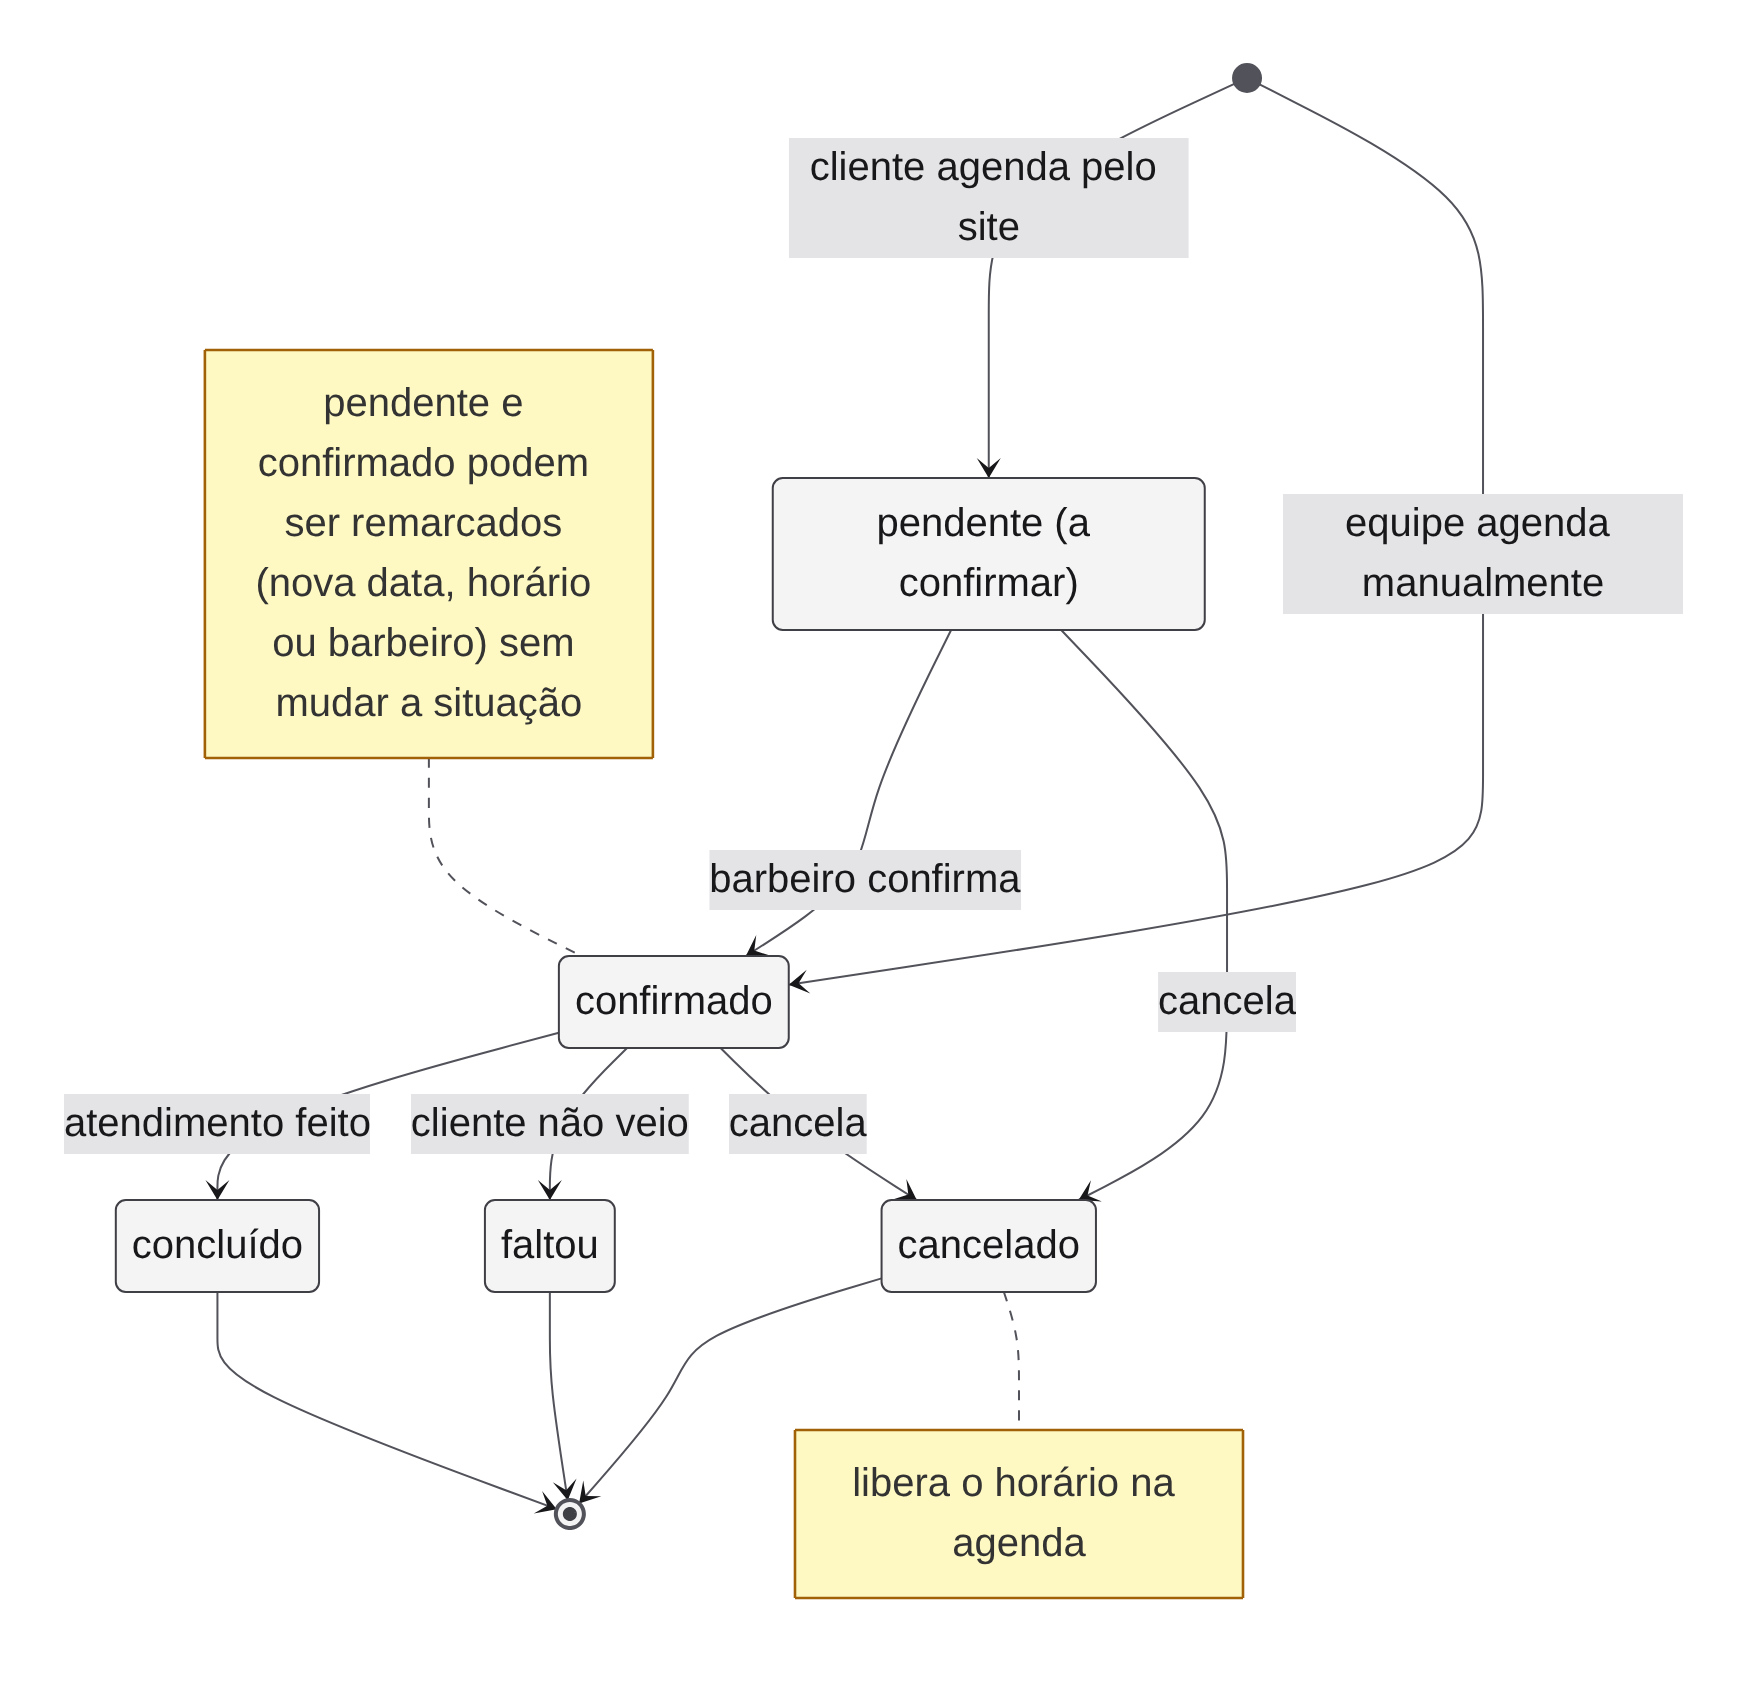 cliente agenda pelo
site
pendente e
confirmado podem
ser remarcados
(nova data, horário
ou barbeiro) sem
mudar a situação
pendente (a
confirmar)
equipe agenda
manualmente
barbeiro confirma
confirmado
cancela
atendimento feito
cliente não veio
cancela
concluído
faltou
cancelado
libera o horário na
agenda